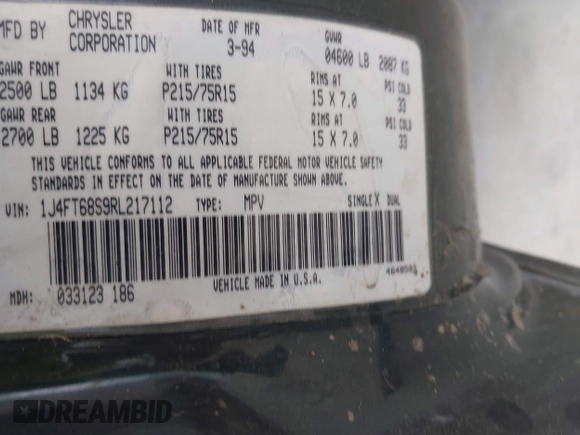 MFD BY CHRYSLER CORPORATION DATE OF MFR 3-94 GVWR 04600 LB 2087 KG
GAWR FRONT WITH TIRES RIMS AT PSI COLD
2500 LB 1134 KG P215/75R15 15 X 7.0 33
GAWR REAR WITH TIRES RIMS AT PSI COLD
2700 LB 1225 KG P215/75R15 15 X 7.0 33
THIS VEHICLE CONFORMS TO ALL APPLICABLE FEDERAL MOTOR VEHICLE SAFETY
STANDARDS IN EFFECT ON THE DATE OF MANUFACTURE SHOWN ABOVE.
VIN: 1J4FT68S9RL217112 TYPE: MPV SINGLE X DUAL
MDH: 033123 186 VEHICLE MADE IN U.S.A.
DREAMBID